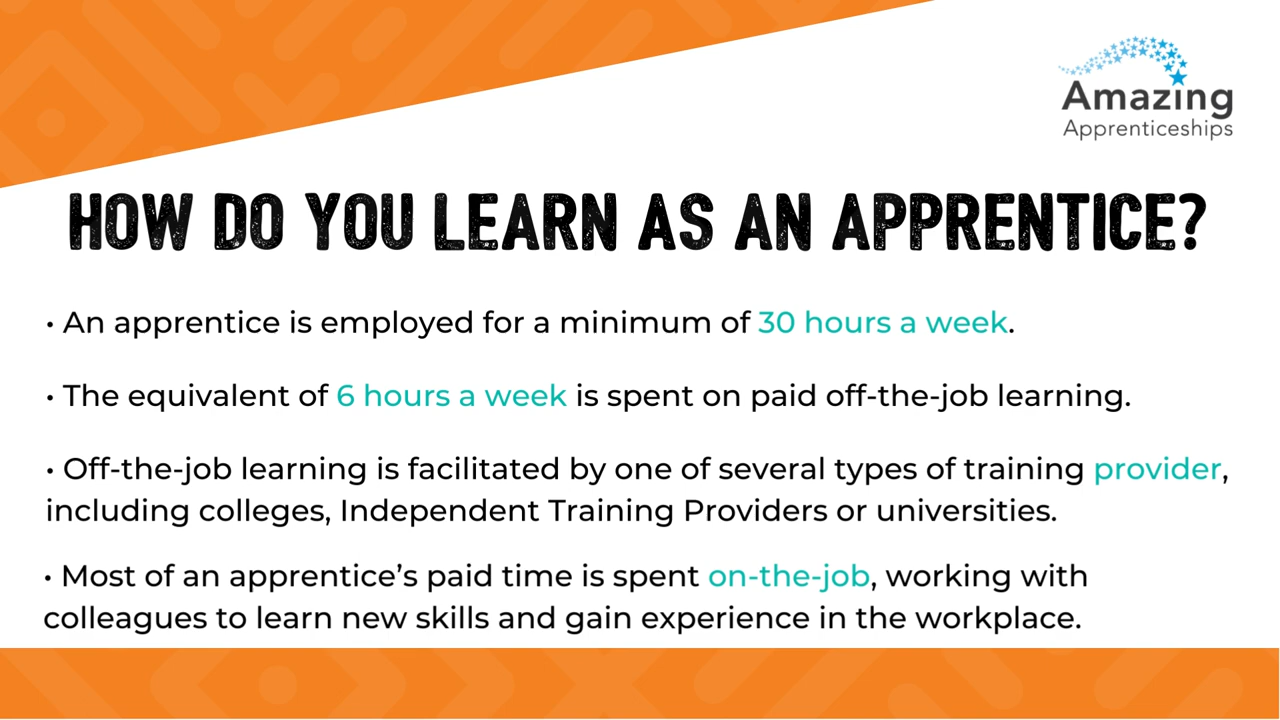 Amazing
Apprenticeships
HOW DO YOU LEARN AS AN APPRENTICE?
• An apprentice is employed for a minimum of 30 hours a week.
• The equivalent of 6 hours a week is spent on paid off-the-job learning.
• Off-the-job learning is facilitated by one of several types of training provider,
including colleges, Independent Training Providers or universities.
• Most of an apprentice’s paid time is spent on-the-job, working with
colleagues to learn new skills and gain experience in the workplace.